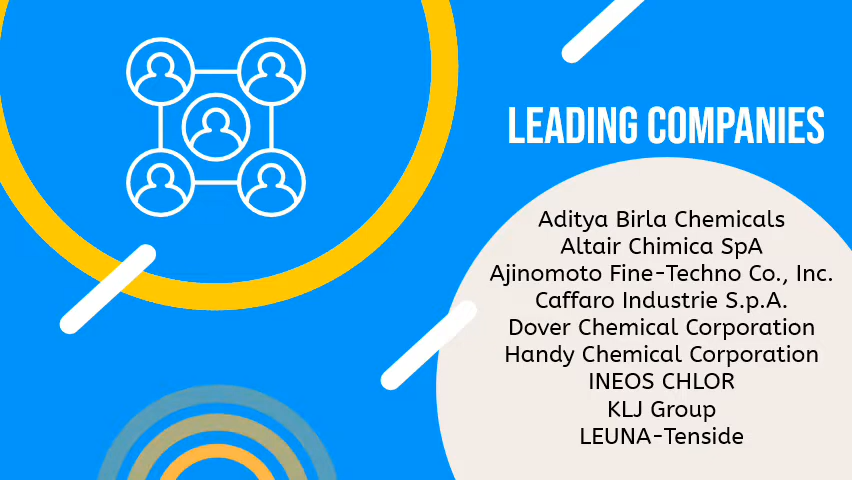 LEADING COMPANIES
Aditya Birla Chemicals
Altair Chimica SpA
Ajinomoto Fine-Techno Co., Inc.
Caffaro Industrie S.p.A.
Dover Chemical Corporation
Handy Chemical Corporation
INEOS CHLOR
KLJ Group
LEUNA-Tenside